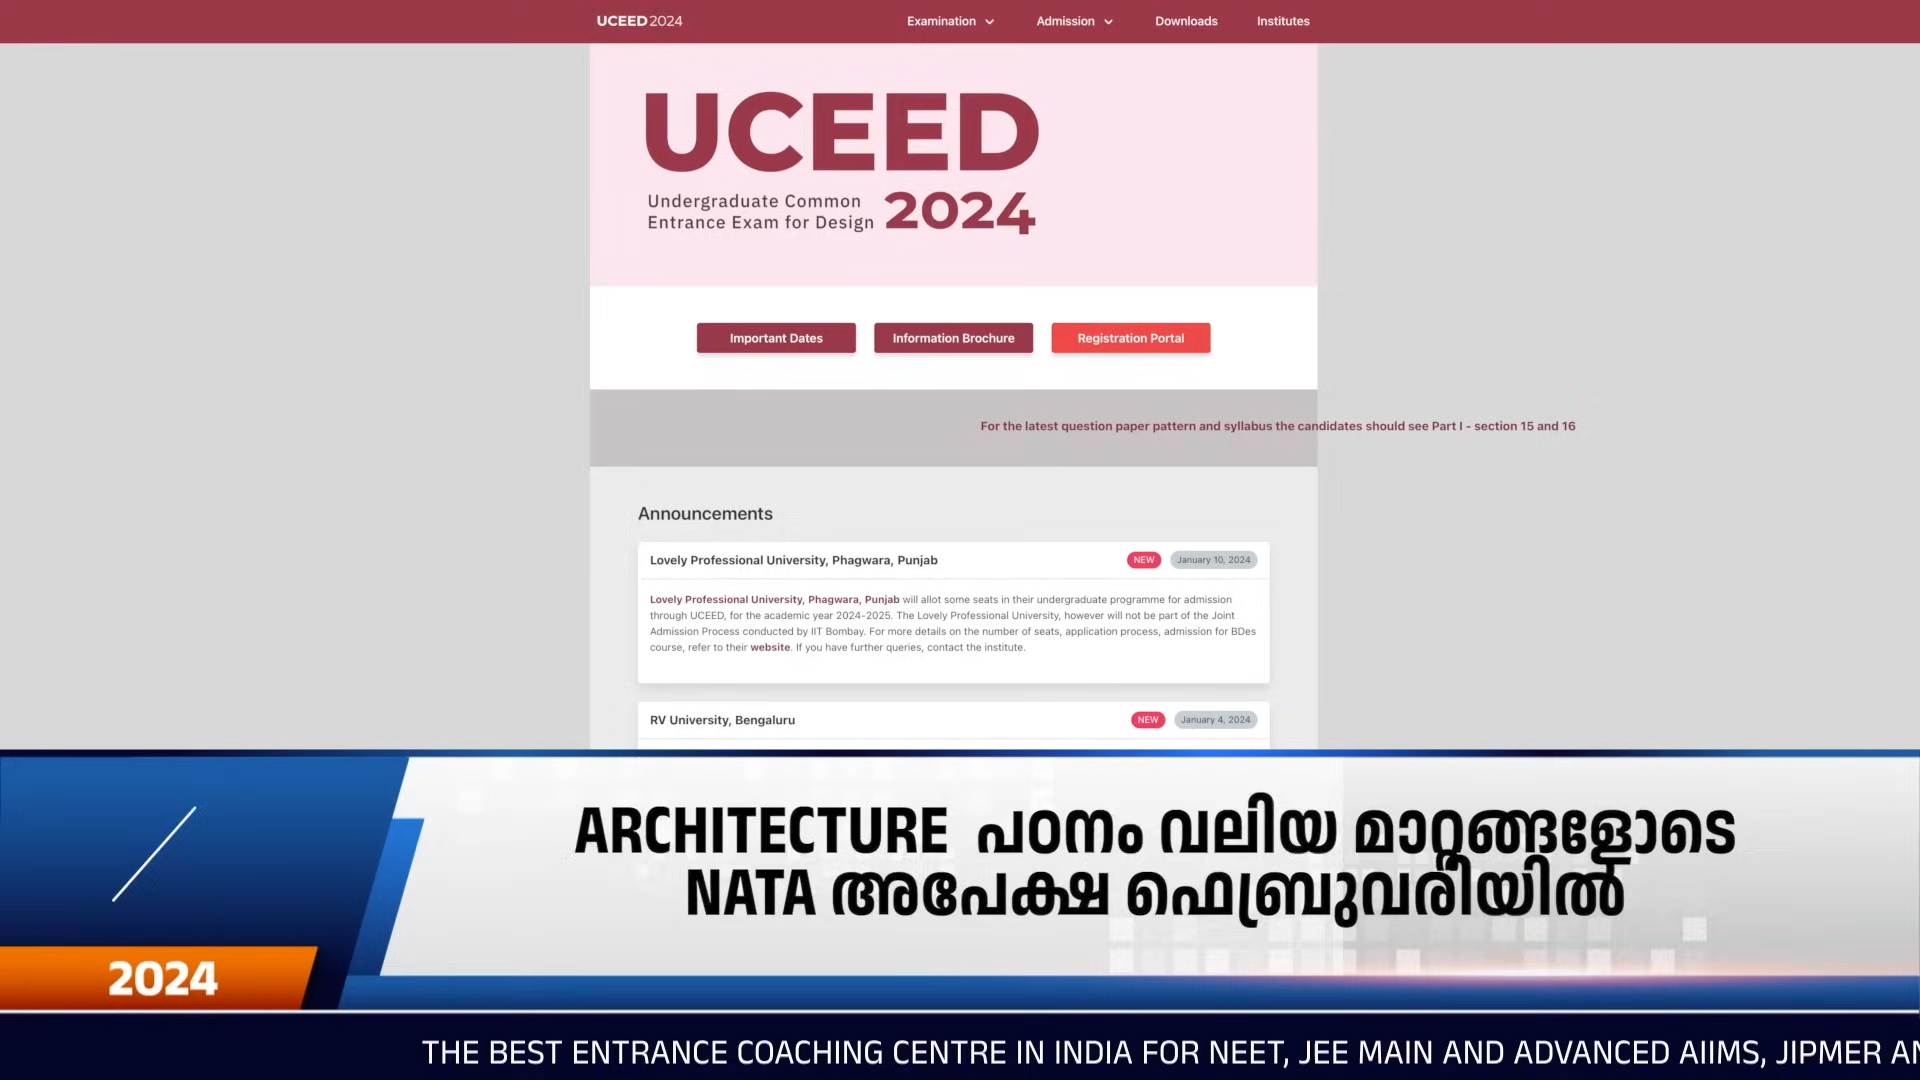 UCEED 2024
Examination
Admission
Downloads
Institutes
UCEED
Undergraduate Common
Entrance Exam for Design
2024
Important Dates
Information Brochure
Registration Portal
For the latest question paper pattern and syllabus the candidates should see Part I - section 15 and 16
Announcements
Lovely Professional University, Phagwara, Punjab
NEW
January 10, 2024
Lovely Professional University, Phagwara, Punjab will allot some seats in their undergraduate programme for admission
through UCEED, for the academic year 2024-2025. The Lovely Professional University, however will not be part of the Joint
Admission Process conducted by IIT Bombay. For more details on the number of seats, application process, admission for BDes
course, refer to their website. If you have further queries, contact the institute.
RV University, Bengaluru
NEW
January 4, 2024
ARCHITECTURE പഠനം വലിയ മാറ്റങ്ങളോടെ
NATA അപേക്ഷ ഫെബ്രുവരിയിൽ
2024
THE BEST ENTRANCE COACHING CENTRE IN INDIA FOR NEET, JEE MAIN AND ADVANCED AIIMS, JIPMER AN